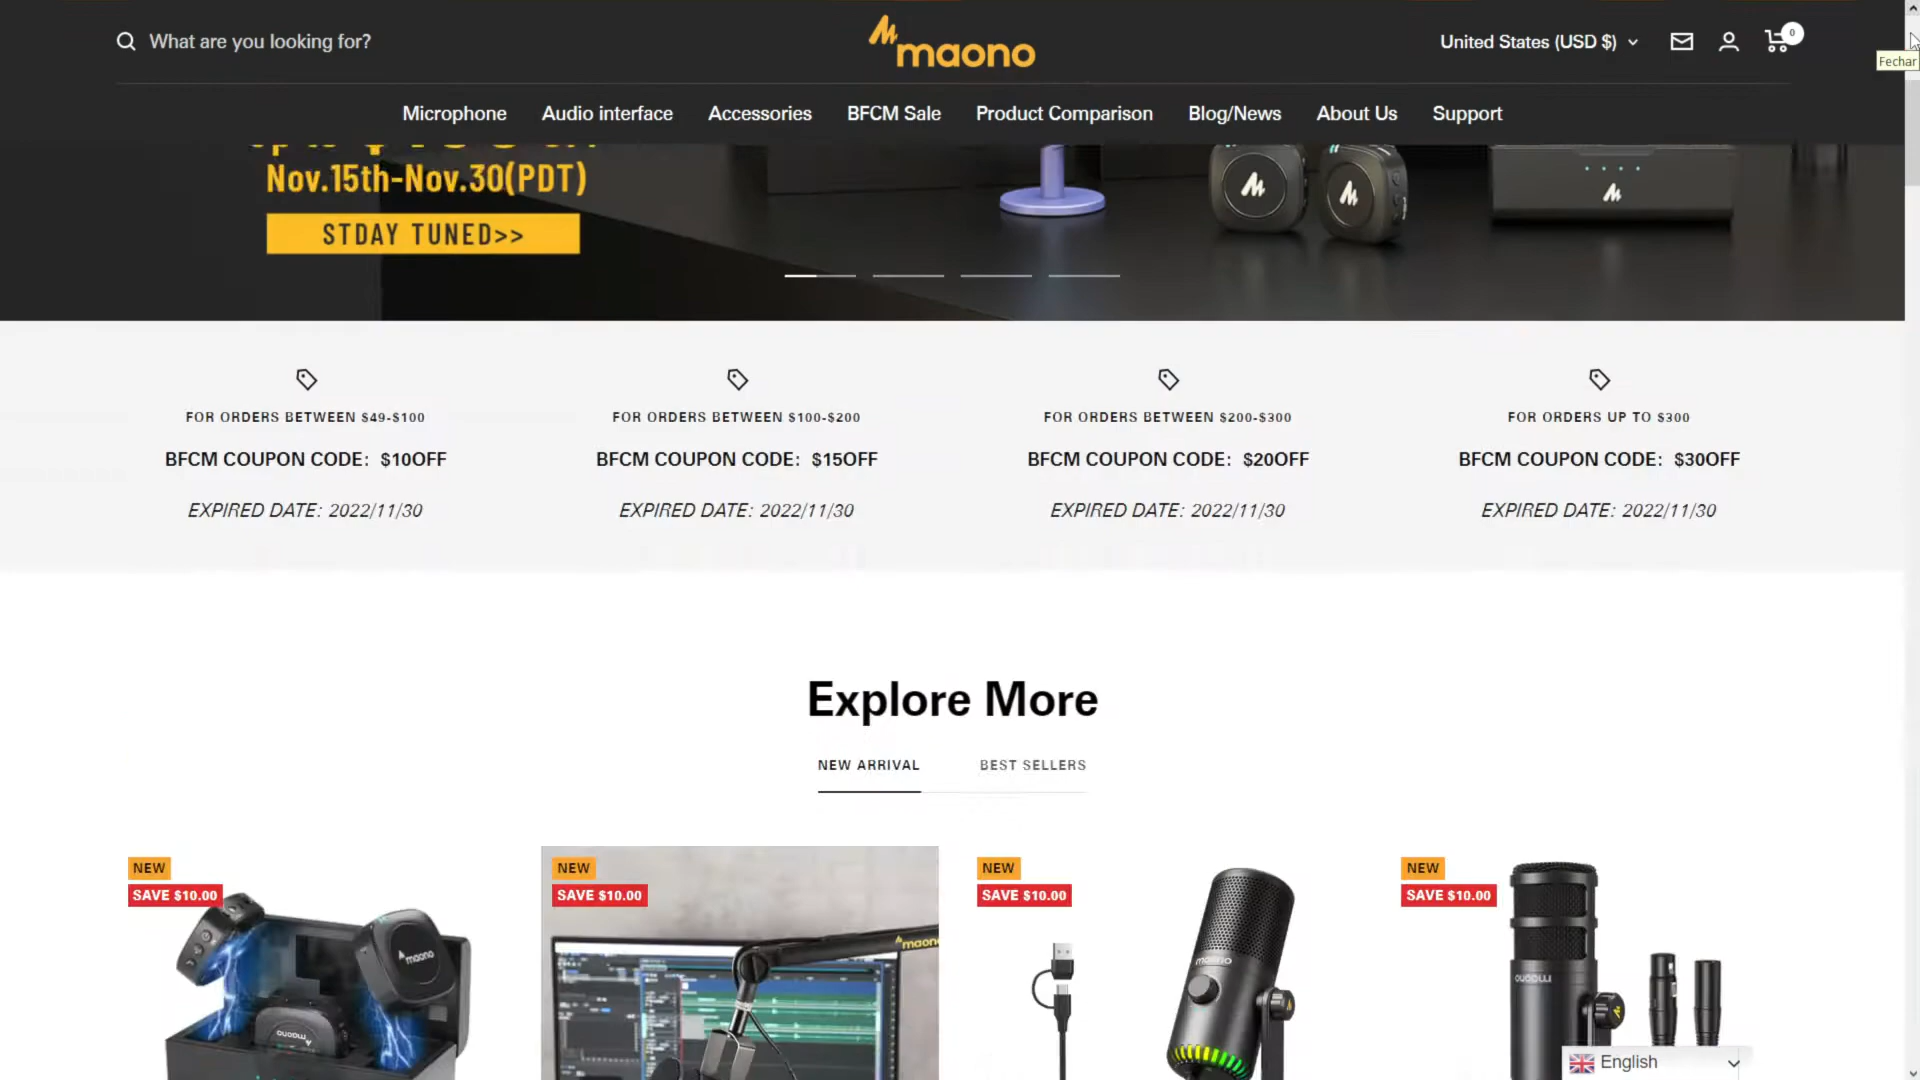 What are you looking for?
maono
United States (USD $)
0
Fechar
Microphone
Audio interface
Accessories
BFCM Sale
Product Comparison
Blog/News
About Us
Support
Nov.15th-Nov.30(PDT)
STDAY TUNED>>
FOR ORDERS BETWEEN $49-$100
BFCM COUPON CODE: $10OFF
EXPIRED DATE: 2022/11/30
FOR ORDERS BETWEEN $100-$200
BFCM COUPON CODE: $15OFF
EXPIRED DATE: 2022/11/30
FOR ORDERS BETWEEN $200-$300
BFCM COUPON CODE: $20OFF
EXPIRED DATE: 2022/11/30
FOR ORDERS UP TO $300
BFCM COUPON CODE: $30OFF
EXPIRED DATE: 2022/11/30
Explore More
NEW ARRIVAL
BEST SELLERS
NEW
SAVE $10.00
maono
maono
NEW
SAVE $10.00
maono
NEW
SAVE $10.00
maono
NEW
SAVE $10.00
maono
English